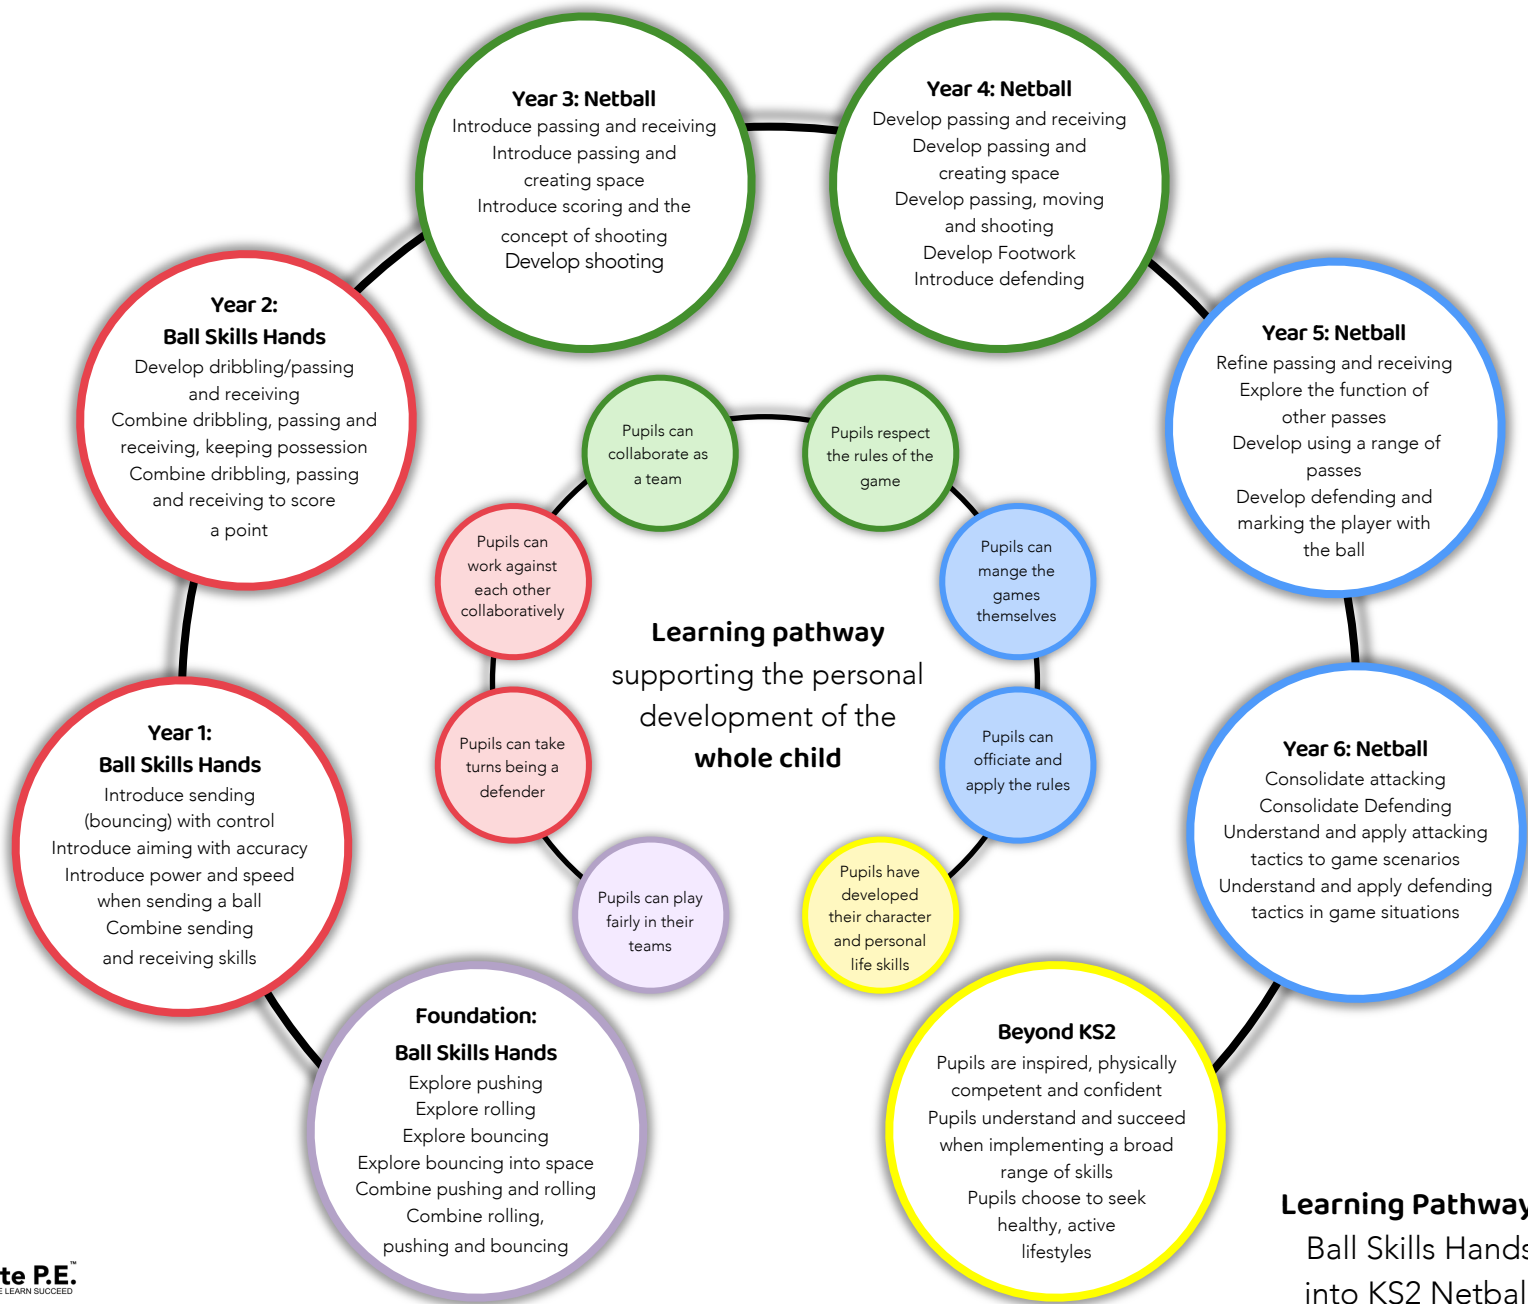 Year 3: Netball
Introduce passing and receiving
Introduce passing and
creating space
Introduce scoring and the
concept of shooting
Develop shooting
Year 4: Netball
Develop passing and receiving
Develop passing and
creating space
Develop passing, moving
and shooting
Develop Footwork
Introduce defending
Year 2:
Ball Skills Hands
Develop dribbling/passing
and receiving
Combine dribbling, passing and
receiving, keeping possession
Combine dribbling, passing
and receiving to score
a point
Year 5: Netball
Refine passing and receiving
Explore the function of
other passes
Develop using a range of
passes
Develop defending and
marking the player with
the ball
Pupils can
collaborate as
a team
Pupils respect
the rules of the
game
Pupils can
work against
each other
collaboratively
Pupils can
mange the
games
themselves
Learning pathway
supporting the personal
development of the
whole child
Pupils can take
turns being a
defender
Pupils can
officiate and
apply the rules
Year 1:
Ball Skills Hands
Introduce sending
(bouncing) with control
Introduce aiming with accuracy
Introduce power and speed
when sending a ball
Combine sending
and receiving skills
Year 6: Netball
Consolidate attacking
Consolidate Defending
Understand and apply attacking
tactics to game scenarios
Understand and apply defending
tactics in game situations
Pupils can play
fairly in their
teams
Pupils have
developed
their character
and personal
life skills
Foundation:
Ball Skills Hands
Explore pushing
Explore rolling
Explore bouncing
Explore bouncing into space
Combine pushing and rolling
Combine rolling,
pushing and bouncing
Beyond KS2
Pupils are inspired, physically
competent and confident
Pupils understand and succeed
when implementing a broad
range of skills
Pupils choose to seek
healthy, active
lifestyles
Learning Pathway
Ball Skills Hands
into KS2 Netball
te P.E.™
E LEARN SUCCEED